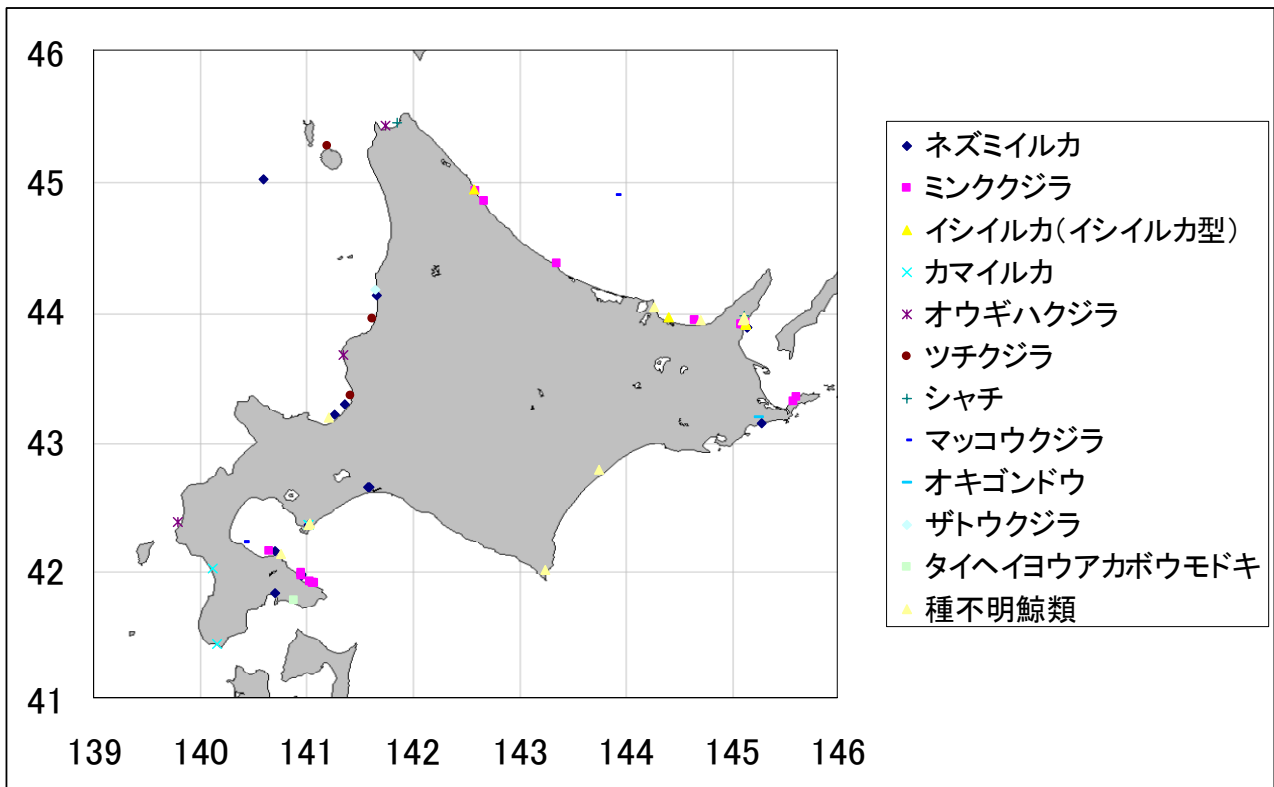 46
45
44
43
42
41
139 140 141 142 143 144 145 146
ネズミイルカ
ミンククジラ
イシイルカ(イシイルカ型)
カマイルカ
オウギハクジラ
ツチクジラ
シャチ
マッコウクジラ
オキゴンドウ
ザトウクジラ
タイヘイヨウアカボウモドキ
種不明鯨類